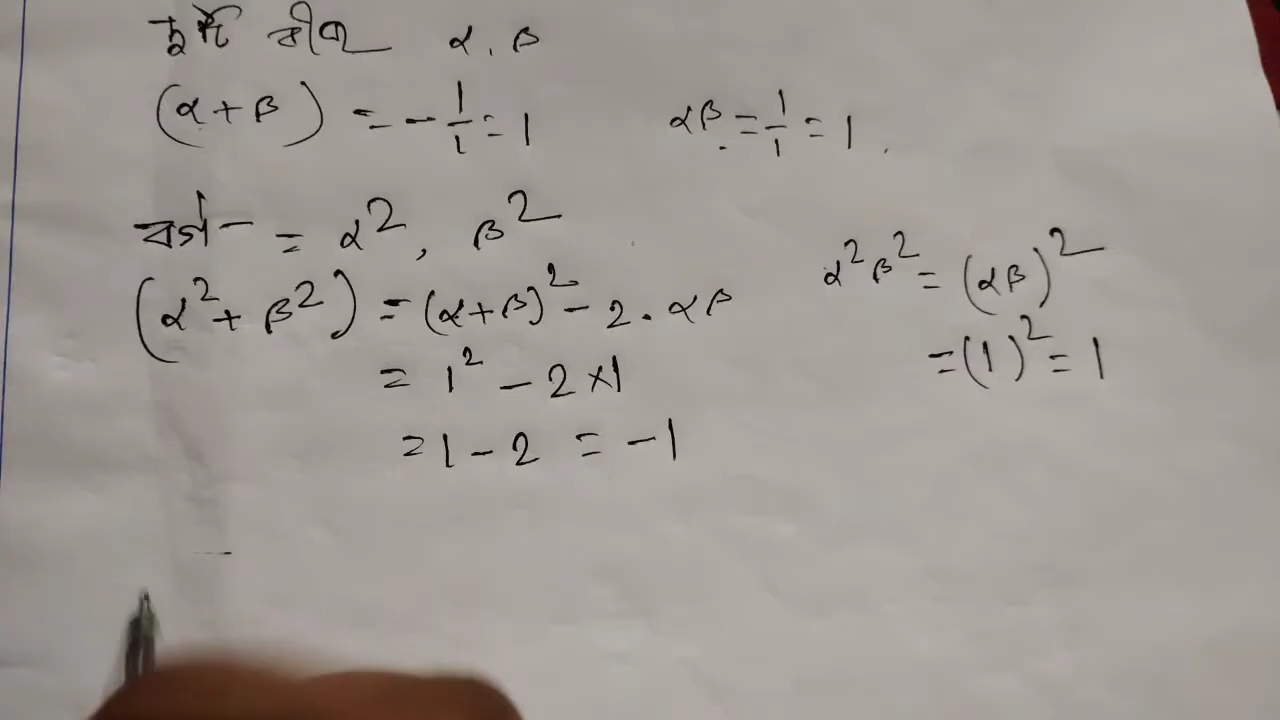 দুটি বীজ α, β
(α+β) = -1/1 = 1
αβ = 1/1 = 1.
বর্গ = α², β²
(α² + β²) = (α+β)² - 2 . αβ
= 1² - 2 × 1
= 1 - 2 = -1
α²β² = (αβ)²
= (1)² = 1